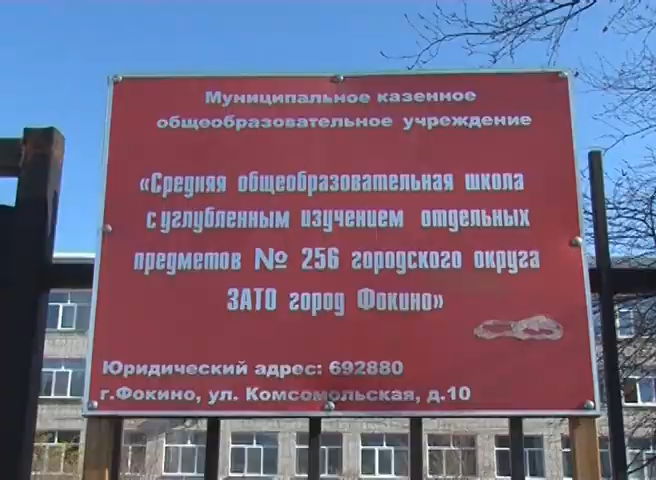 Муниципальное казенное
общеобразовательное учреждение
«Средняя общеобразовательная школа
с углубленным изучением отдельных
предметов № 256 городского округа
ЗАТО город Фокино»
Юридический адрес: 692880
г.Фокино, ул. Комсомольская, д.10